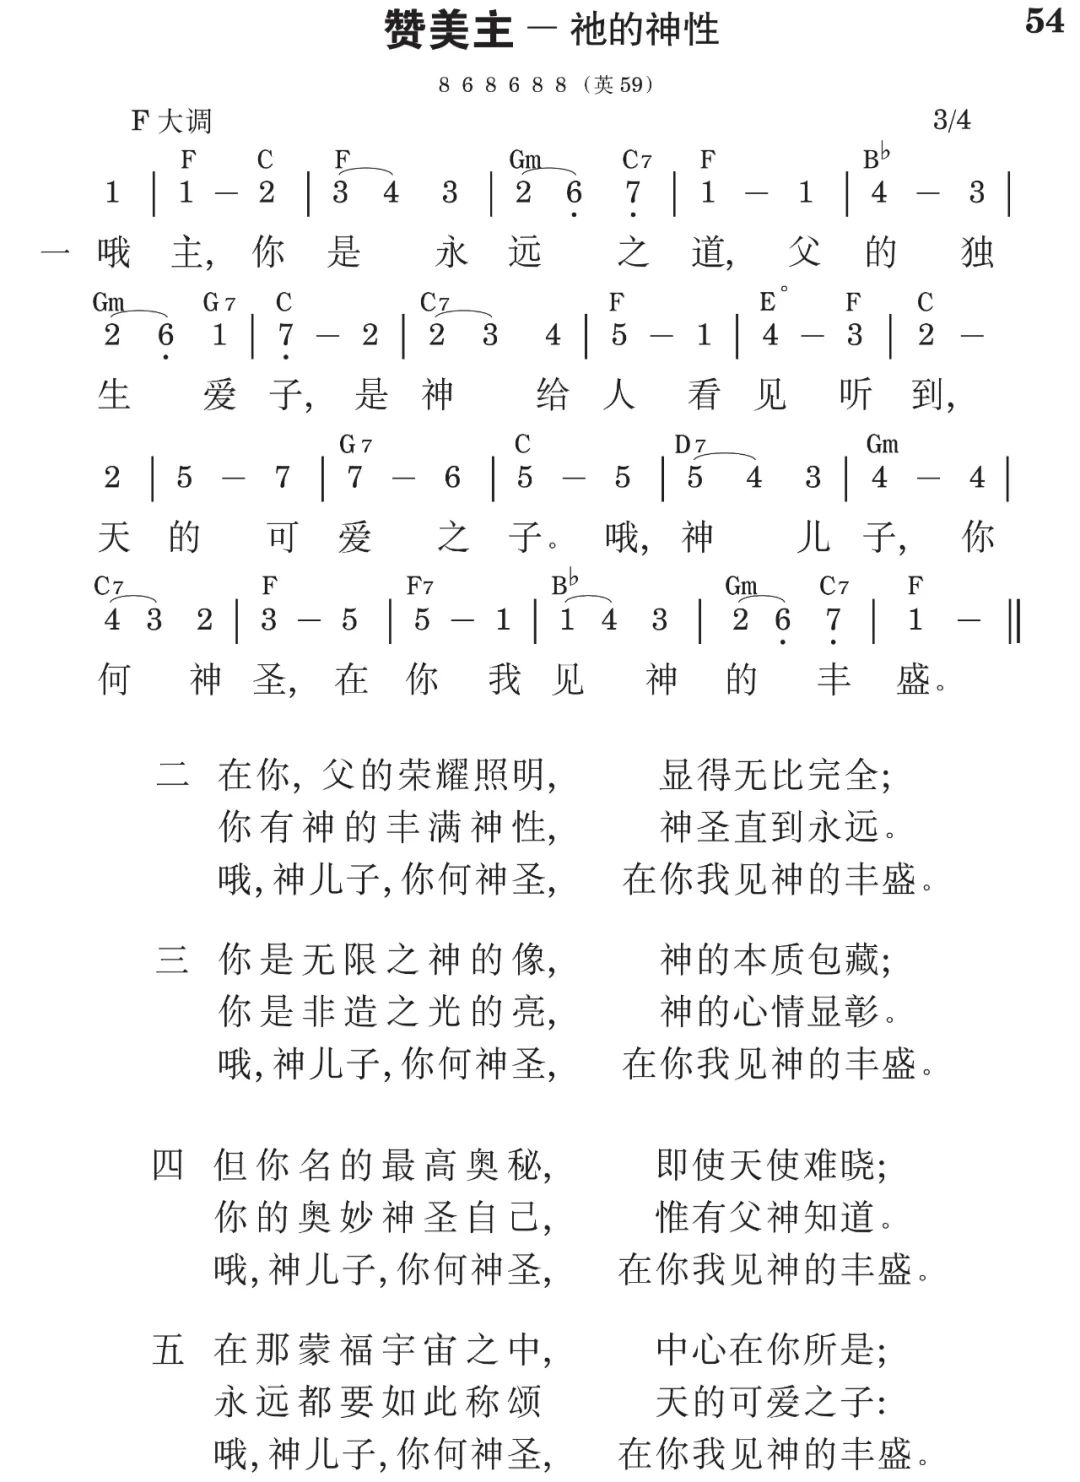 赞美主 － 祂的神性 54
8 6 8 6 8 8 （英 59）
F 大调 3/4
F C F Gm C7 F B♭
1 | 1 － 2 | 3 4 3 | 2 6̣ 7̣ | 1 － 1 | 4 － 3 |
一 哦 主, 你 是 永 远 之 道, 父 的 独
Gm G7 C C7 F E° F C
2 6̣ 1 | 7̣ － 2 | 2 3 4 | 5 － 1 | 4 － 3 | 2 －
生 爱 子, 是 神 给 人 看 见 听 到,
G7 C D7 Gm
2 | 5 － 7 | 7 － 6 | 5 － 5 | 5 4 3 | 4 － 4 |
天 的 可 爱 之 子。 哦, 神 儿 子, 你
C7 F F7 B♭ Gm C7 F
4 3 2 | 3 － 5 | 5 － 1 | 1 4 3 | 2 6̣ 7̣ | 1 － ‖
何 神 圣, 在 你 我 见 神 的 丰 盛。
二 在你, 父的荣耀照明, 显得无比完全;
你有神的丰满神性, 神圣直到永远。
哦,神儿子,你何神圣, 在你我见神的丰盛。
三 你是无限之神的像, 神的本质包藏;
你是非造之光的亮, 神的心情显彰。
哦,神儿子,你何神圣, 在你我见神的丰盛。
四 但你名的最高奥秘, 即使天使难晓;
你的奥妙神圣自己, 惟有父神知道。
哦,神儿子,你何神圣, 在你我见神的丰盛。
五 在那蒙福宇宙之中, 中心在你所是;
永远都要如此称颂 天的可爱之子:
哦,神儿子,你何神圣, 在你我见神的丰盛。